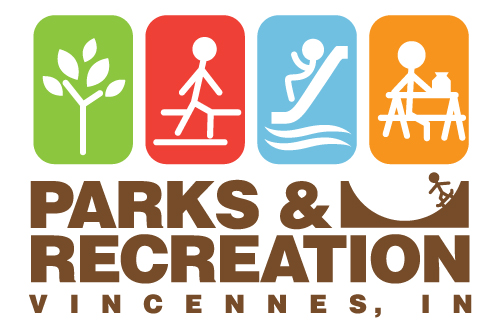 PARKS &
RECREATION
VINCENNES, IN